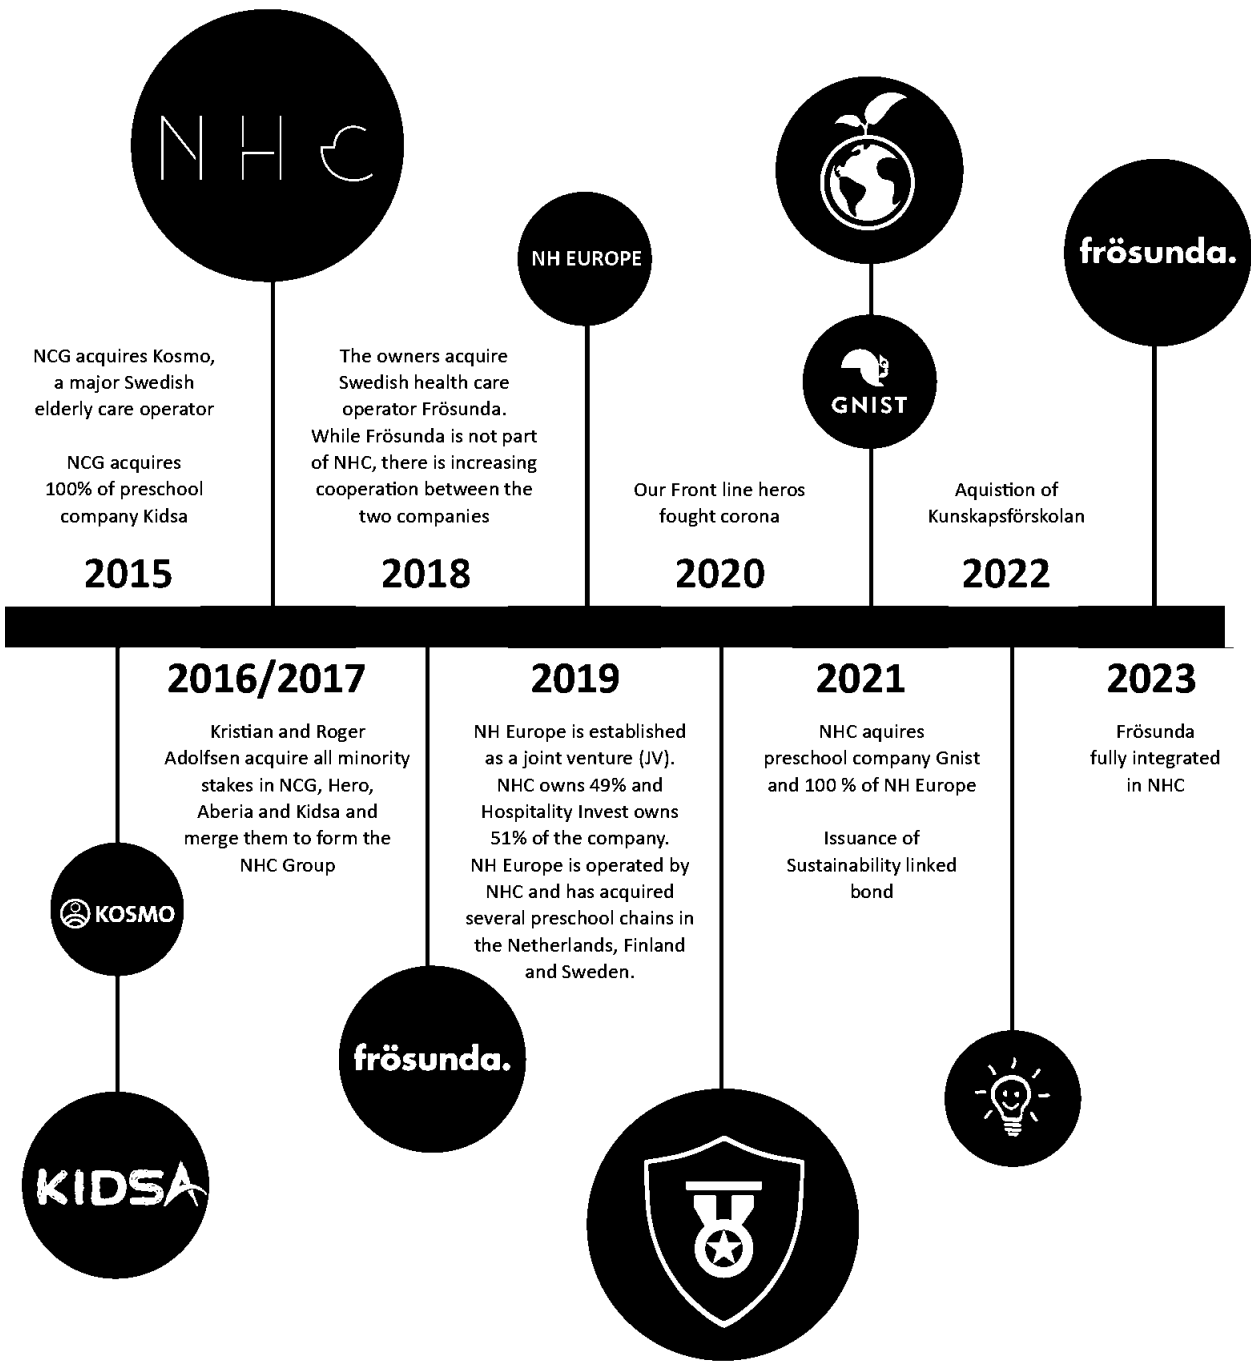 NHC
NH EUROPE
frösunda.
GNIST
NCG acquires Kosmo,
a major Swedish
elderly care operator
NCG acquires
100% of preschool
company Kidsa
2015
The owners acquire
Swedish health care
operator Frösunda.
While Frösunda is not part
of NHC, there is increasing
cooperation between the
two companies
2018
Our Front line heros
fought corona
2020
Aquistion of
Kunskapsförskolan
2022
2016/2017
Kristian and Roger
Adolfsen acquire all minority
stakes in NCG, Hero,
Aberia and Kidsa and
merge them to form the
NHC Group
2019
NH Europe is established
as a joint venture (JV).
NHC owns 49% and
Hospitality Invest owns
51% of the company.
NH Europe is operated by
NHC and has acquired
several preschool chains in
the Netherlands, Finland
and Sweden.
2021
NHC aquires
preschool company Gnist
and 100 % of NH Europe
Issuance of
Sustainability linked
bond
2023
Frösunda
fully integrated
in NHC
KOSMO
frösunda.
KIDSA